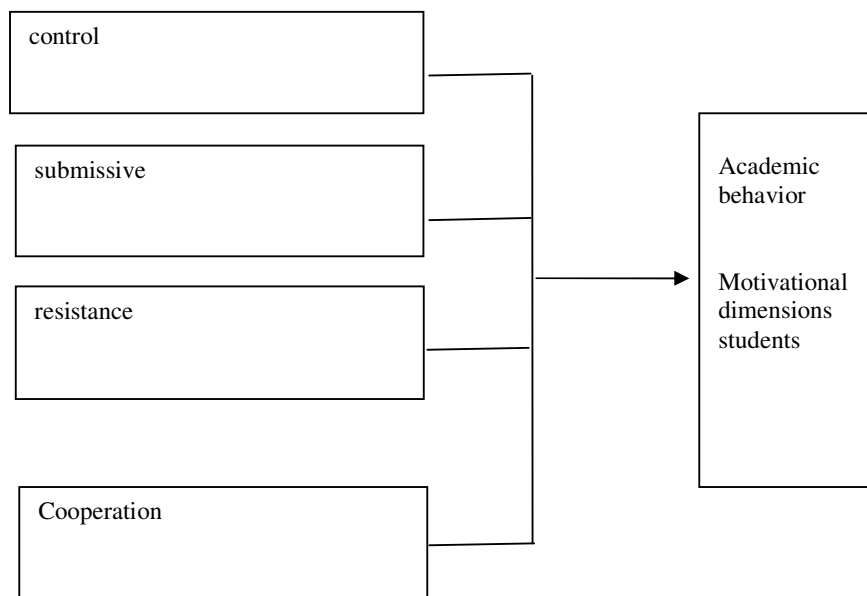 control
submissive
resistance
Cooperation
Academic
behavior
Motivational
dimensions
students